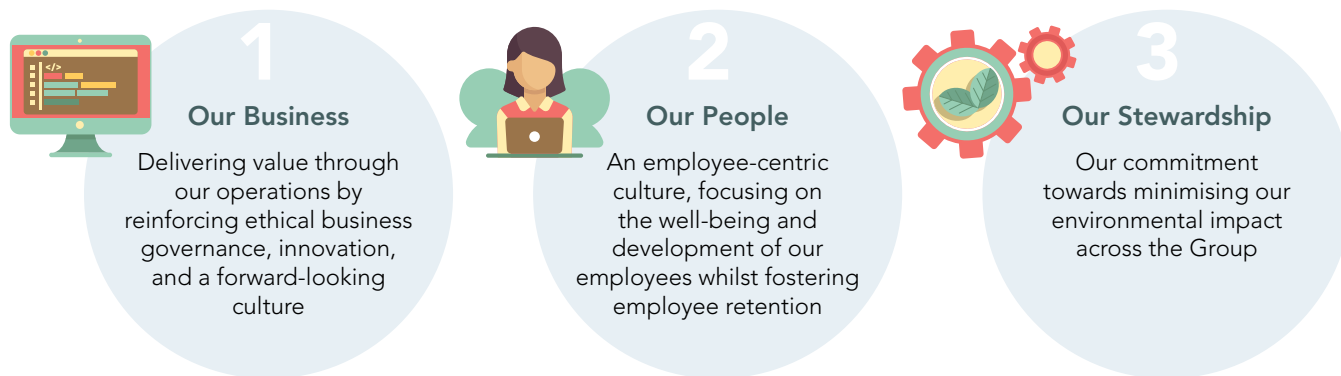 1
Our Business
Delivering value through
our operations by
reinforcing ethical business
governance, innovation,
and a forward-looking
culture
2
Our People
An employee-centric
culture, focusing on
the well-being and
development of our
employees whilst fostering
employee retention
3
Our Stewardship
Our commitment
towards minimising our
environmental impact
across the Group
</>